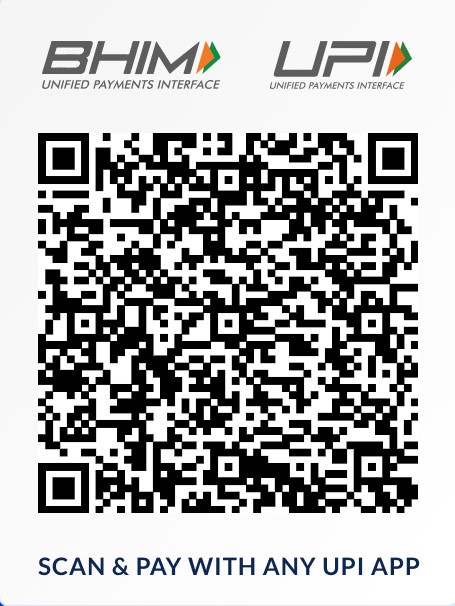 BHIM UPI
UNIFIED PAYMENTS INTERFACE UNIFIED PAYMENTS INTERFACE
SCAN & PAY WITH ANY UPI APP